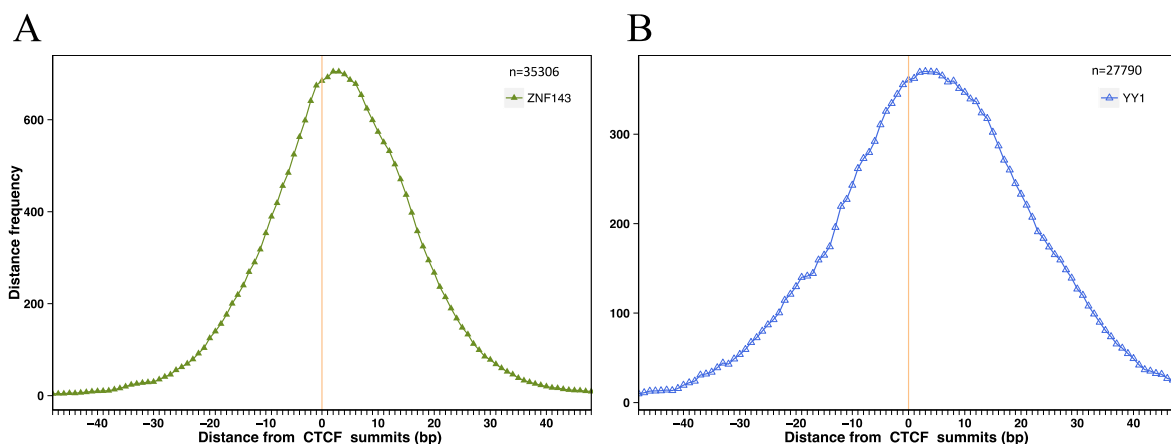 A
n=35306
ZNF143
Distance frequency
600
400
200
0
−40 −30 −20 −10 0 10 20 30 40
Distance from CTCF summits (bp)
B
n=27790
YY1
300
200
100
0
−40 −30 −20 −10 0 10 20 30 40
Distance from CTCF summits (bp)